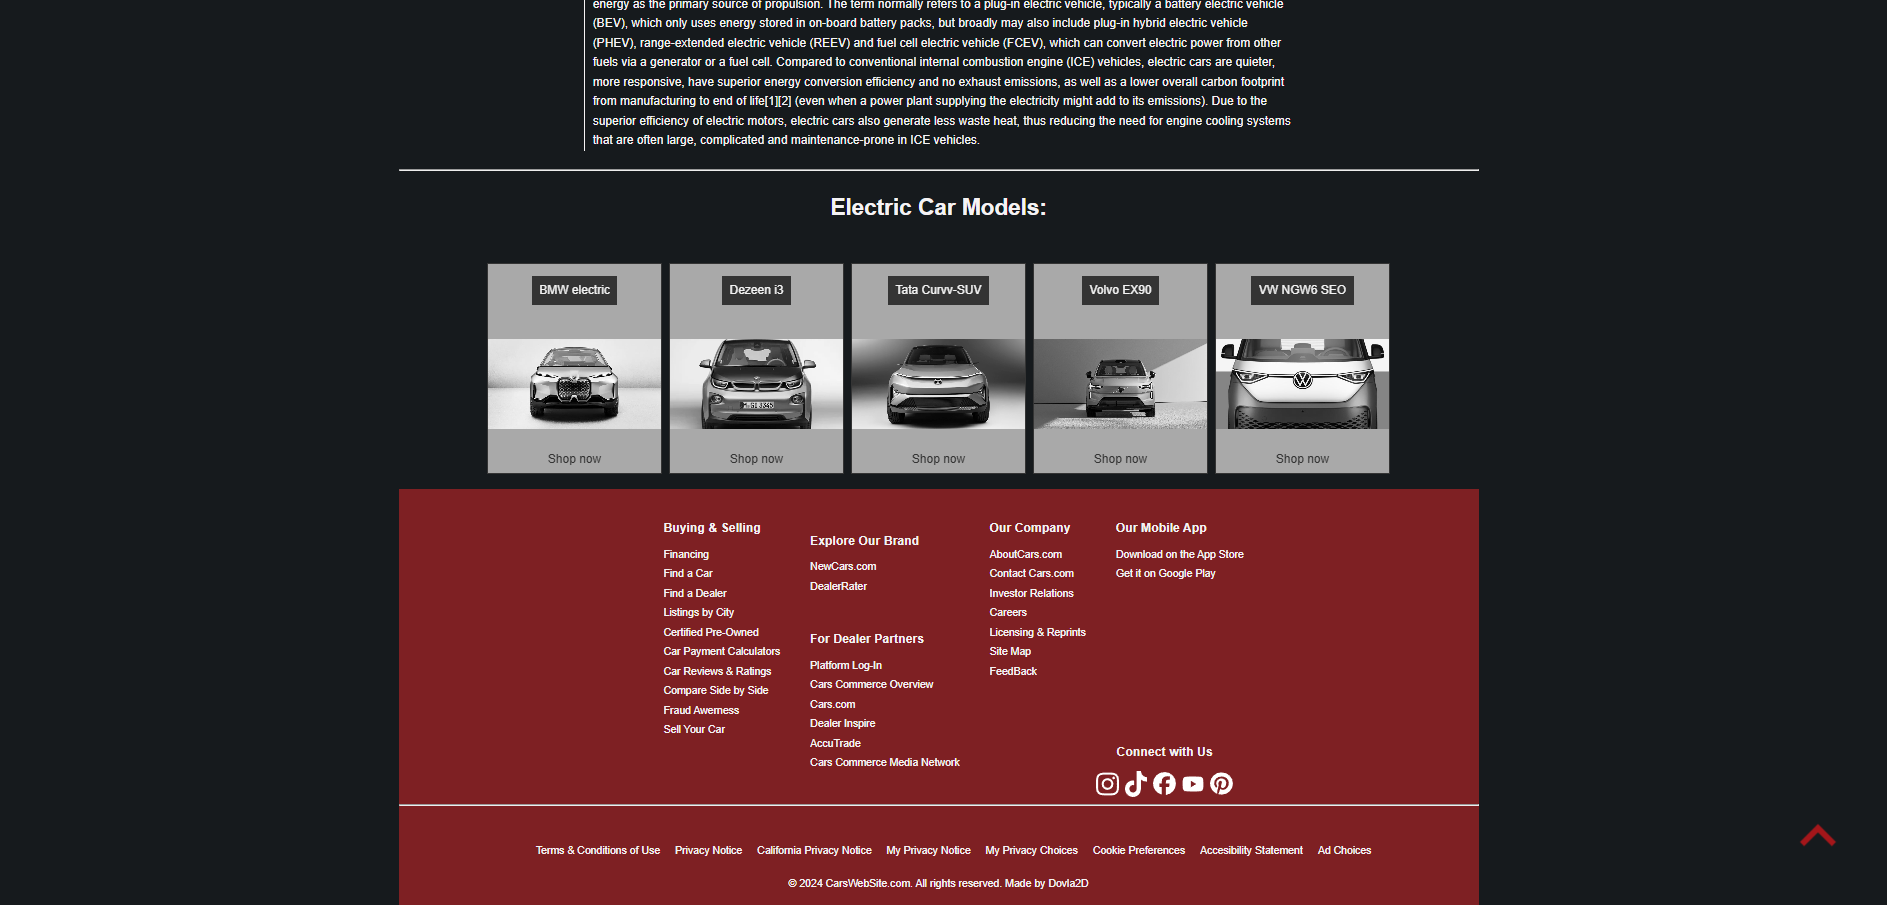 energy as the primary source of propulsion. The term normally refers to a plug-in electric vehicle, typically a battery electric vehicle
(BEV), which only uses energy stored in on-board battery packs, but broadly may also include plug-in hybrid electric vehicle
(PHEV), range-extended electric vehicle (REEV) and fuel cell electric vehicle (FCEV), which can convert electric power from other
fuels via a generator or a fuel cell. Compared to conventional internal combustion engine (ICE) vehicles, electric cars are quieter,
more responsive, have superior energy conversion efficiency and no exhaust emissions, as well as a lower overall carbon footprint
from manufacturing to end of life[1][2] (even when a power plant supplying the electricity might add to its emissions). Due to the
superior efficiency of electric motors, electric cars also generate less waste heat, thus reducing the need for engine cooling systems
that are often large, complicated and maintenance-prone in ICE vehicles.
Electric Car Models:
BMW electric
Shop now
Dezeen i3
Shop now
Tata Curvv-SUV
Shop now
Volvo EX90
Shop now
VW NGW6 SEO
Shop now
Buying & Selling
Financing
Find a Car
Find a Dealer
Listings by City
Certified Pre-Owned
Car Payment Calculators
Car Reviews & Ratings
Compare Side by Side
Fraud Awerness
Sell Your Car
Explore Our Brand
NewCars.com
DealerRater
For Dealer Partners
Platform Log-In
Cars Commerce Overview
Cars.com
Dealer Inspire
AccuTrade
Cars Commerce Media Network
Our Company
AboutCars.com
Contact Cars.com
Investor Relations
Careers
Licensing & Reprints
Site Map
FeedBack
Our Mobile App
Download on the App Store
Get it on Google Play
Connect with Us
Terms & Conditions of Use Privacy Notice California Privacy Notice My Privacy Notice My Privacy Choices Cookie Preferences Accesibility Statement Ad Choices
© 2024 CarsWebSite.com. All rights reserved. Made by Dovla2D